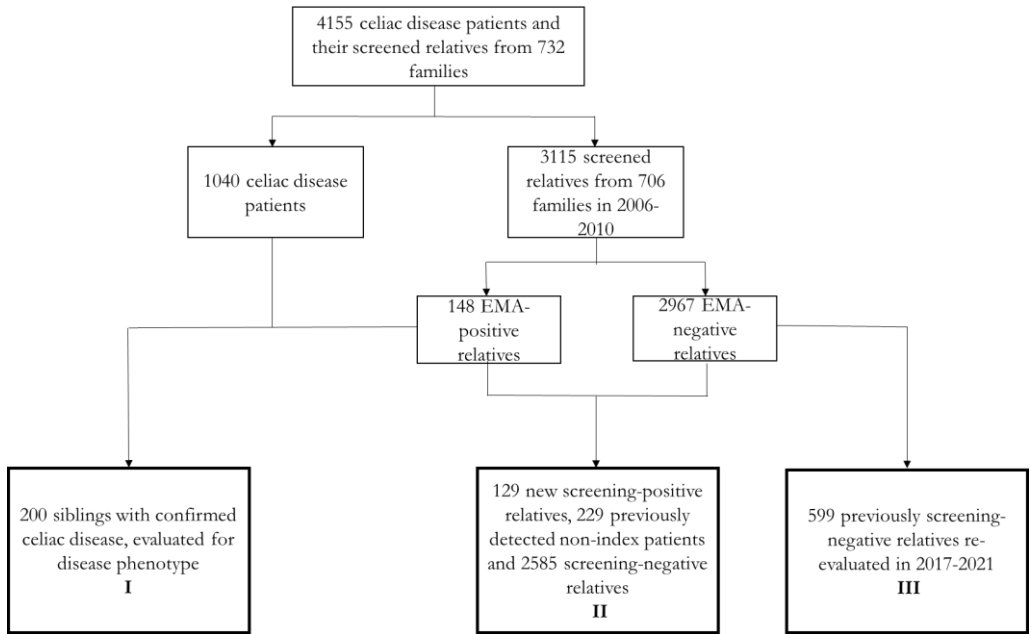 4155 celiac disease patients and
their screened relatives from 732
families
1040 celiac disease
patients
3115 screened
relatives from 706
families in 2006-
2010
148 EMA-
positive
relatives
2967 EMA-
negative
relatives
200 siblings with confirmed
celiac disease, evaluated for
disease phenotype
I
129 new screening-positive
relatives, 229 previously
detected non-index patients
and 2585 screening-negative
relatives
II
599 previously screening-
negative relatives re-
evaluated in 2017-2021
III